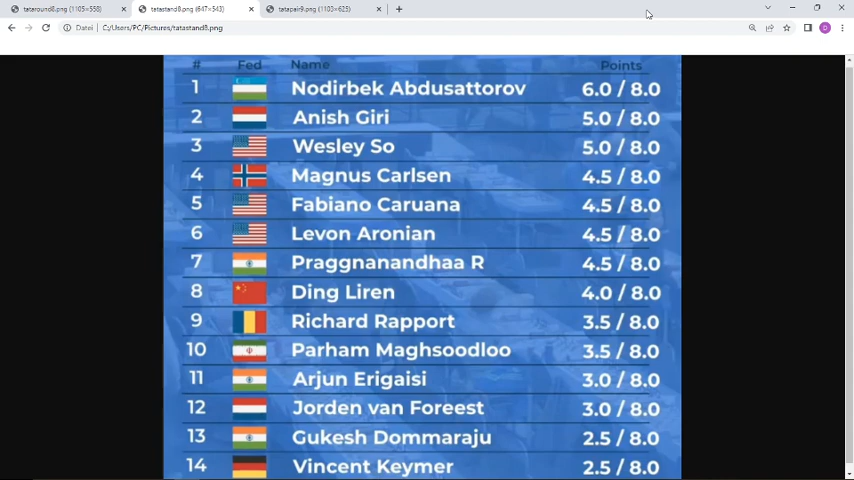 tataround8.png (1105×558) tatastand8.png (647×543) tatapair9.png (1103×625)
Datei C:/Users/PC/Pictures/tatastand8.png
# Fed Name Points
1 Nodirbek Abdusattorov 6.0 / 8.0
2 Anish Giri 5.0 / 8.0
3 Wesley So 5.0 / 8.0
4 Magnus Carlsen 4.5 / 8.0
5 Fabiano Caruana 4.5 / 8.0
6 Levon Aronian 4.5 / 8.0
7 Praggnanandhaa R 4.5 / 8.0
8 Ding Liren 4.0 / 8.0
9 Richard Rapport 3.5 / 8.0
10 Parham Maghsoodloo 3.5 / 8.0
11 Arjun Erigaisi 3.0 / 8.0
12 Jorden van Foreest 3.0 / 8.0
13 Gukesh Dommaraju 2.5 / 8.0
14 Vincent Keymer 2.5 / 8.0